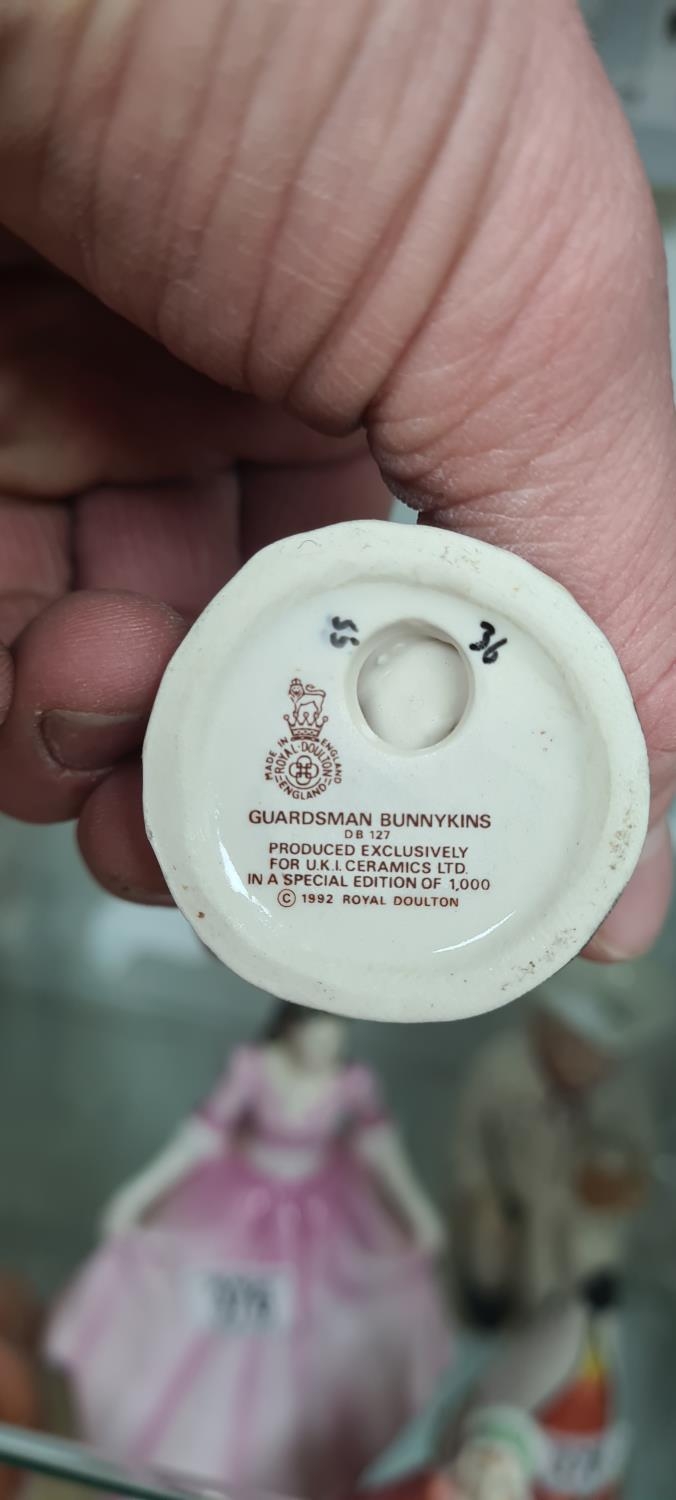 55
36
MADE IN ENGLAND
ROYAL DOULTON
ENGLAND
GUARDSMAN BUNNYKINS
DB 127
PRODUCED EXCLUSIVELY
FOR U.K.I. CERAMICS LTD.
IN A SPECIAL EDITION OF 1,000
© 1992 ROYAL DOULTON